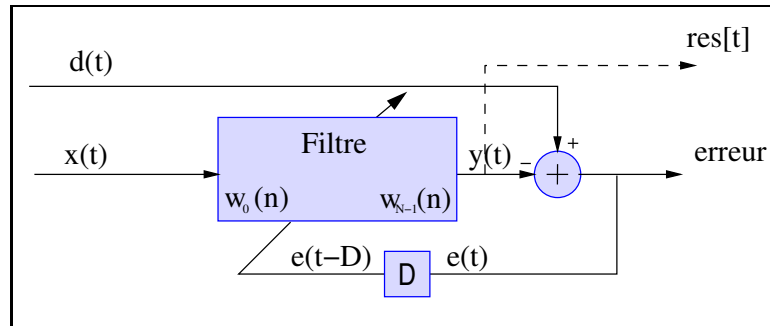 res[t]
d(t)
Filtre
x(t)
y(t)
−
+
+
erreur
w0(n)
wN−1(n)
e(t−D)
D
e(t)